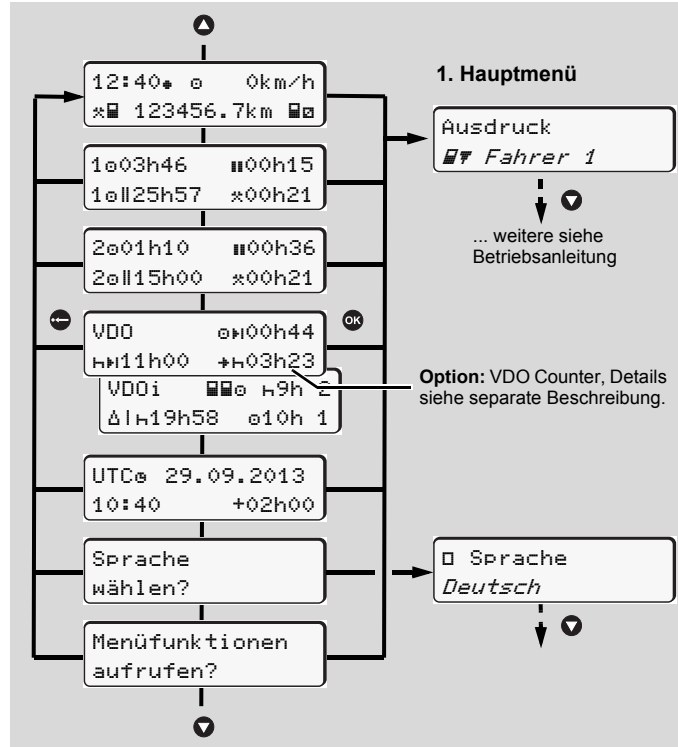 12:40 0km/h
123456.7km
1. Hauptmenü
Ausdruck
Fahrer 1
... weitere siehe
Betriebsanleitung
1 03h46 00h15
1 25h57 00h21
2 01h10 00h36
2 15h00 00h21
VDO 00h44
11h00 03h23
VDOi 9h 2
19h58 10h 1
OK
Option: VDO Counter, Details
siehe separate Beschreibung.
UTC 29.09.2013
10:40 +02h00
Sprache
wählen?
Sprache
Deutsch
Menüfunktionen
aufrufen?